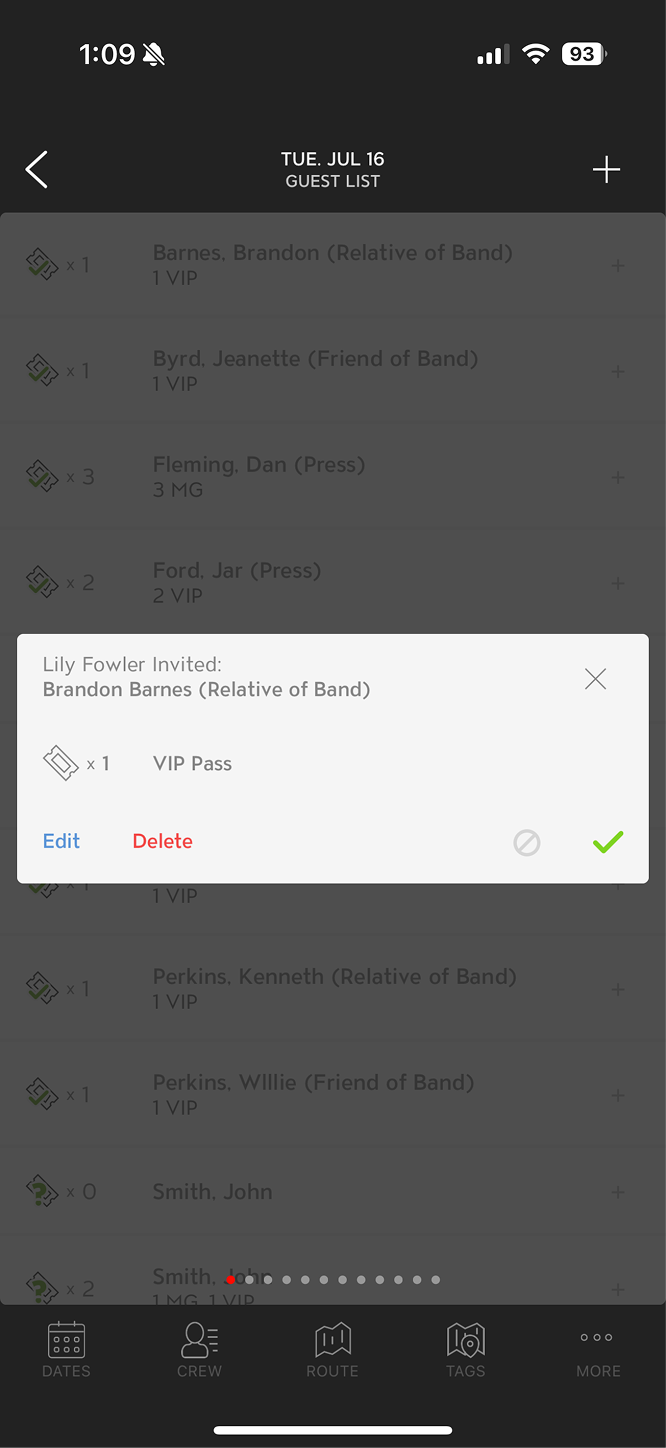 1:09
93
TUE. JUL 16
GUEST LIST
x 1
Barnes, Brandon (Relative of Band)
1 VIP
+
x 1
Byrd, Jeanette (Friend of Band)
1 VIP
+
x 3
Fleming, Dan (Press)
3 MG
+
x 2
Ford, Jar (Press)
2 VIP
+
Lily Fowler Invited:
Brandon Barnes (Relative of Band)
x 1
VIP Pass
Edit
Delete
x 1
1 VIP
x 1
Perkins, Kenneth (Relative of Band)
1 VIP
+
x 1
Perkins, WIllie (Friend of Band)
1 VIP
+
x 0
Smith, John
+
x 2
Smith, John
1 MG, 1 VIP
+
DATES
CREW
ROUTE
TAGS
MORE